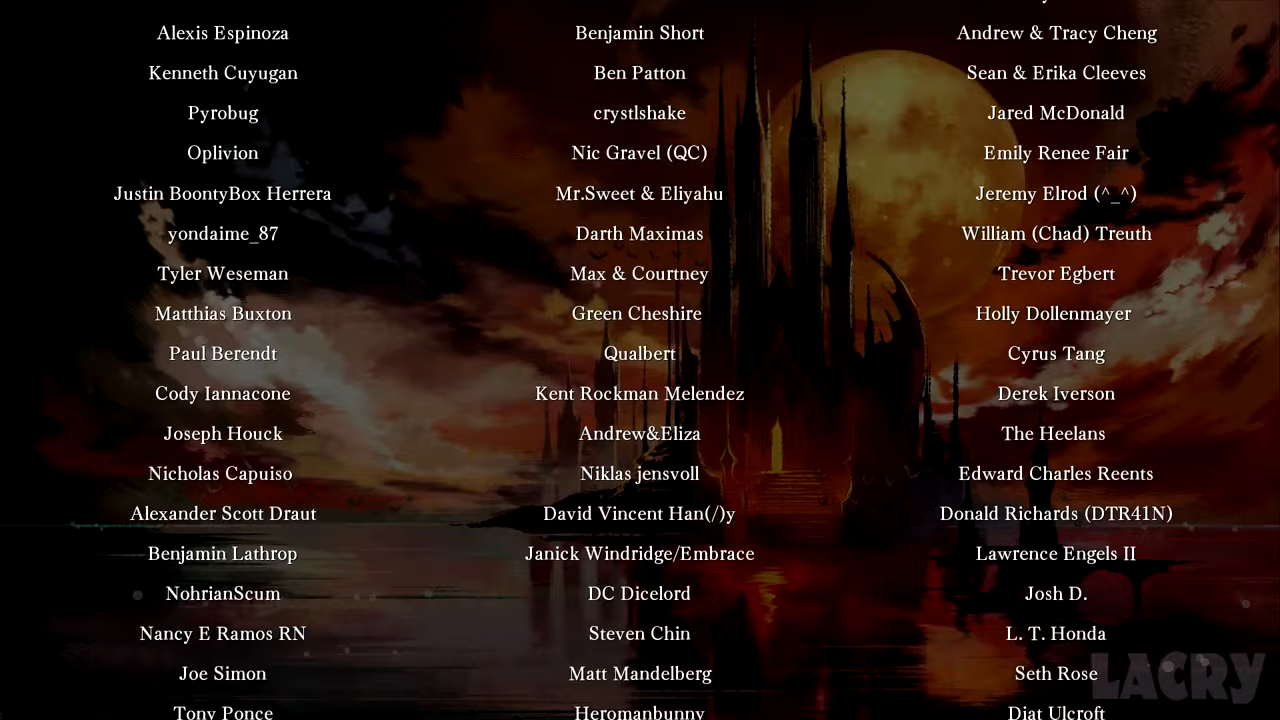 Alexis Espinoza
Kenneth Cuyugan
Pyrobug
Oplivion
Justin BoontyBox Herrera
yondaime_87
Tyler Weseman
Matthias Buxton
Paul Berendt
Cody Iannacone
Joseph Houck
Nicholas Capuiso
Alexander Scott Draut
Benjamin Lathrop
NohrianScum
Nancy E Ramos RN
Joe Simon
Tony Ponce
Benjamin Short
Ben Patton
crystlshake
Nic Gravel (QC)
Mr.Sweet & Eliyahu
Darth Maximas
Max & Courtney
Green Cheshire
Qualbert
Kent Rockman Melendez
Andrew&Eliza
Niklas jensvoll
David Vincent Han(/)y
Janick Windridge/Embrace
DC Dicelord
Steven Chin
Matt Mandelberg
Heromanbunny
Andrew & Tracy Cheng
Sean & Erika Cleeves
Jared McDonald
Emily Renee Fair
Jeremy Elrod (^_^)
William (Chad) Treuth
Trevor Egbert
Holly Dollenmayer
Cyrus Tang
Derek Iverson
The Heelans
Edward Charles Reents
Donald Richards (DTR41N)
Lawrence Engels II
Josh D.
L. T. Honda
Seth Rose
Diat Ulcroft
LACRY